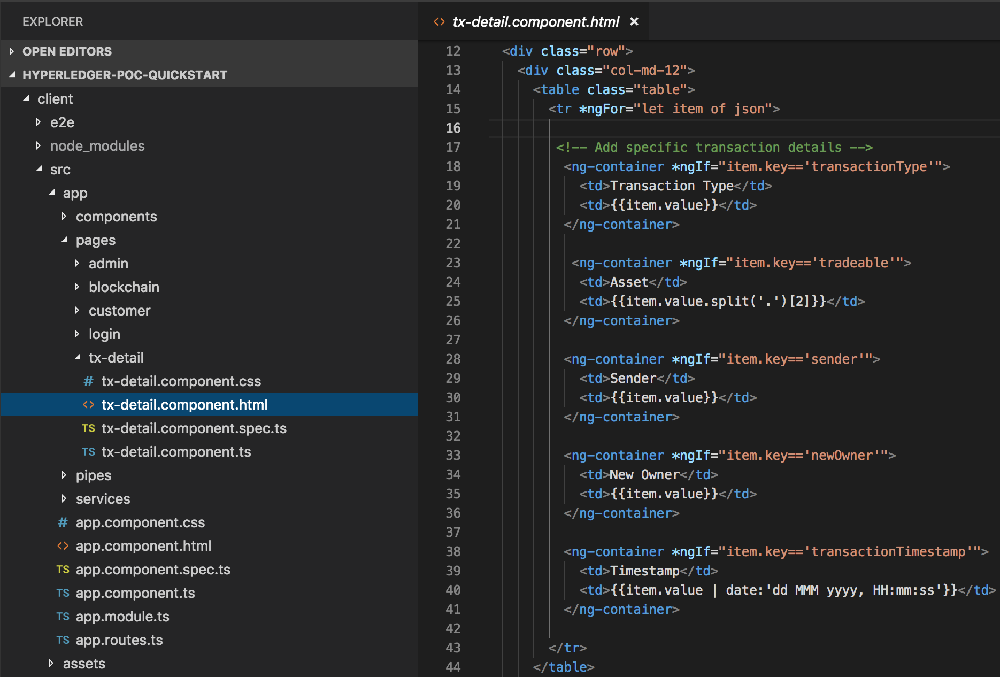 EXPLORER
OPEN EDITORS
HYPERLEDGER-POC-QUICKSTART
client
e2e
node_modules
src
app
components
pages
admin
blockchain
customer
login
tx-detail
# tx-detail.component.css
<> tx-detail.component.html
TS tx-detail.component.spec.ts
TS tx-detail.component.ts
pipes
services
# app.component.css
<> app.component.html
TS app.component.spec.ts
TS app.component.ts
TS app.module.ts
TS app.routes.ts
assets
<> tx-detail.component.html ×
12 <div class="row">
13 <div class="col-md-12">
14 <table class="table">
15 <tr *ngFor="let item of json">
16
17 <!-- Add specific transaction details -->
18 <ng-container *ngIf="item.key=='transactionType'">
19 <td>Transaction Type</td>
20 <td>{{item.value}}</td>
21 </ng-container>
22
23 <ng-container *ngIf="item.key=='tradeable'">
24 <td>Asset</td>
25 <td>{{item.value.split('.')[2]}}</td>
26 </ng-container>
27
28 <ng-container *ngIf="item.key=='sender'">
29 <td>Sender</td>
30 <td>{{item.value}}</td>
31 </ng-container>
32
33 <ng-container *ngIf="item.key=='newOwner'">
34 <td>New Owner</td>
35 <td>{{item.value}}</td>
36 </ng-container>
37
38 <ng-container *ngIf="item.key=='transactionTimestamp'">
39 <td>Timestamp</td>
40 <td>{{item.value | date:'dd MMM yyyy, HH:mm:ss'}}</td>
41 </ng-container>
42
43 </tr>
44 </table>